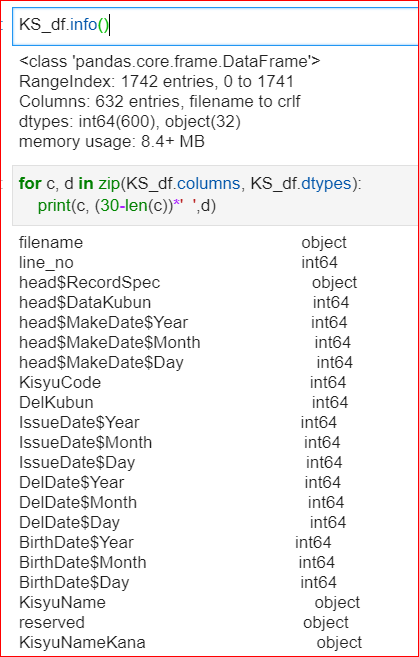 KS_df.info()
<class 'pandas.core.frame.DataFrame'>
RangeIndex: 1742 entries, 0 to 1741
Columns: 632 entries, filename to crlf
dtypes: int64(600), object(32)
memory usage: 8.4+ MB
for c, d in zip(KS_df.columns, KS_df.dtypes):
    print(c, (30-len(c))*'  ',d)
filename object
line_no int64
head$RecordSpec object
head$DataKubun int64
head$MakeDate$Year int64
head$MakeDate$Month int64
head$MakeDate$Day int64
KisyuCode int64
DelKubun int64
IssueDate$Year int64
IssueDate$Month int64
IssueDate$Day int64
DelDate$Year int64
DelDate$Month int64
DelDate$Day int64
BirthDate$Year int64
BirthDate$Month int64
BirthDate$Day int64
KisyuName object
reserved object
KisyuNameKana object